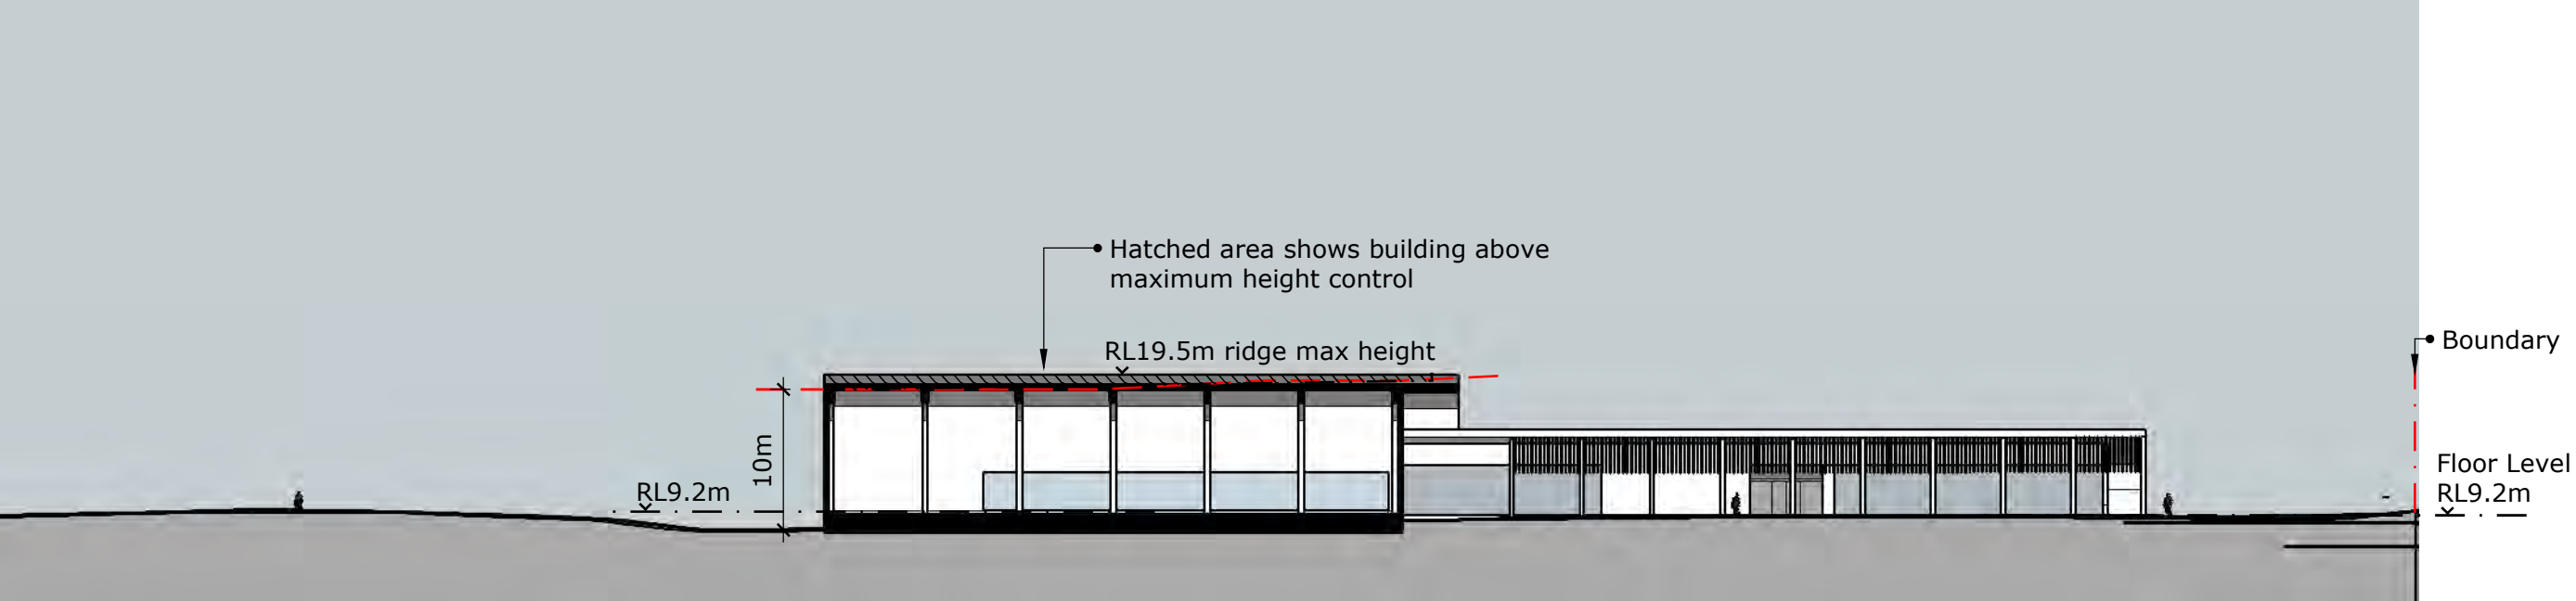 Hatched area shows building above
maximum height control
RL19.5m ridge max height
Boundary
10m
RL9.2m
Floor Level
RL9.2m